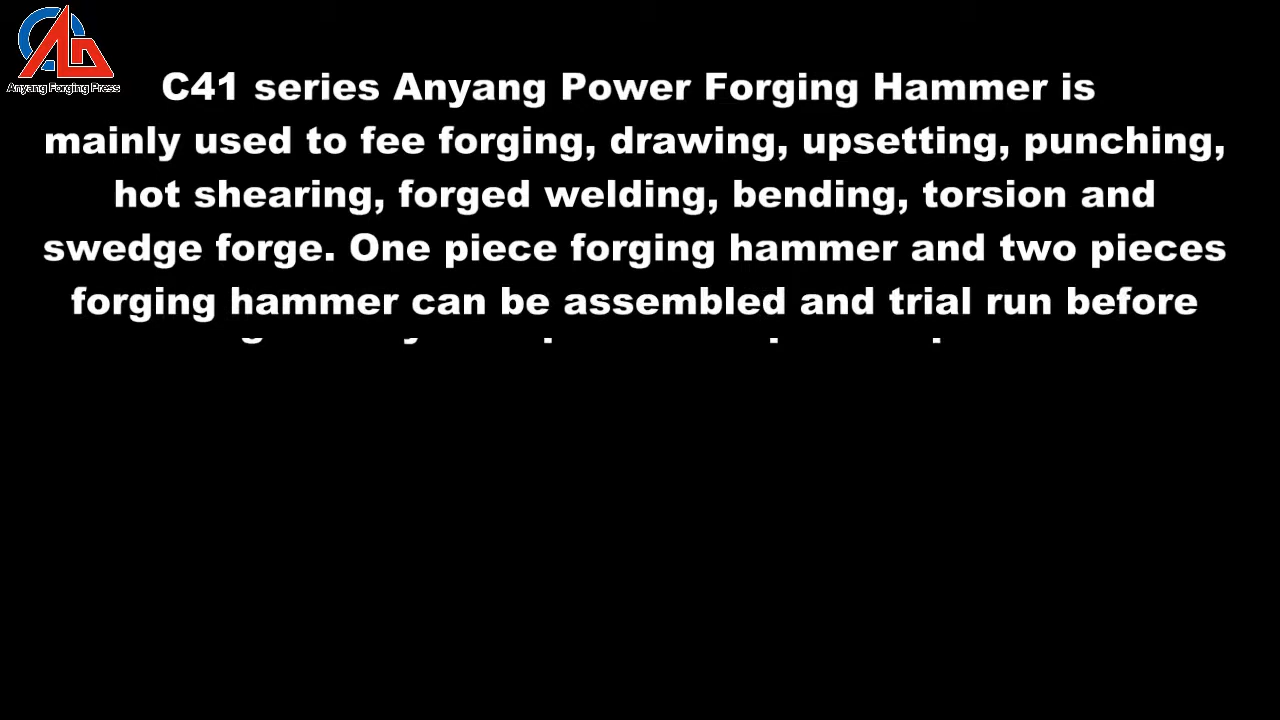 Anyang Forging Press
C41 series Anyang Power Forging Hammer is
mainly used to fee forging, drawing, upsetting, punching,
hot shearing, forged welding, bending, torsion and
swedge forge. One piece forging hammer and two pieces
forging hammer can be assembled and trial run before